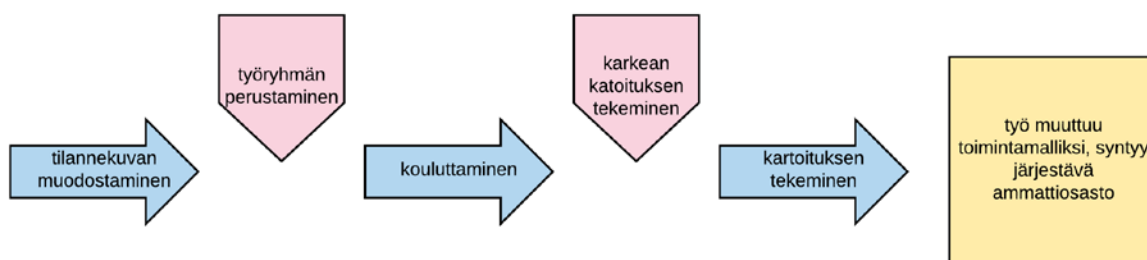 tilannekuvan
muodostaminen
työryhmän
perustaminen
kouluttaminen
karkean
katoituksen
tekeminen
kartoituksen
tekeminen
työ muuttuu
toimintamalliksi, syntyy
järjestävä
ammattiosasto